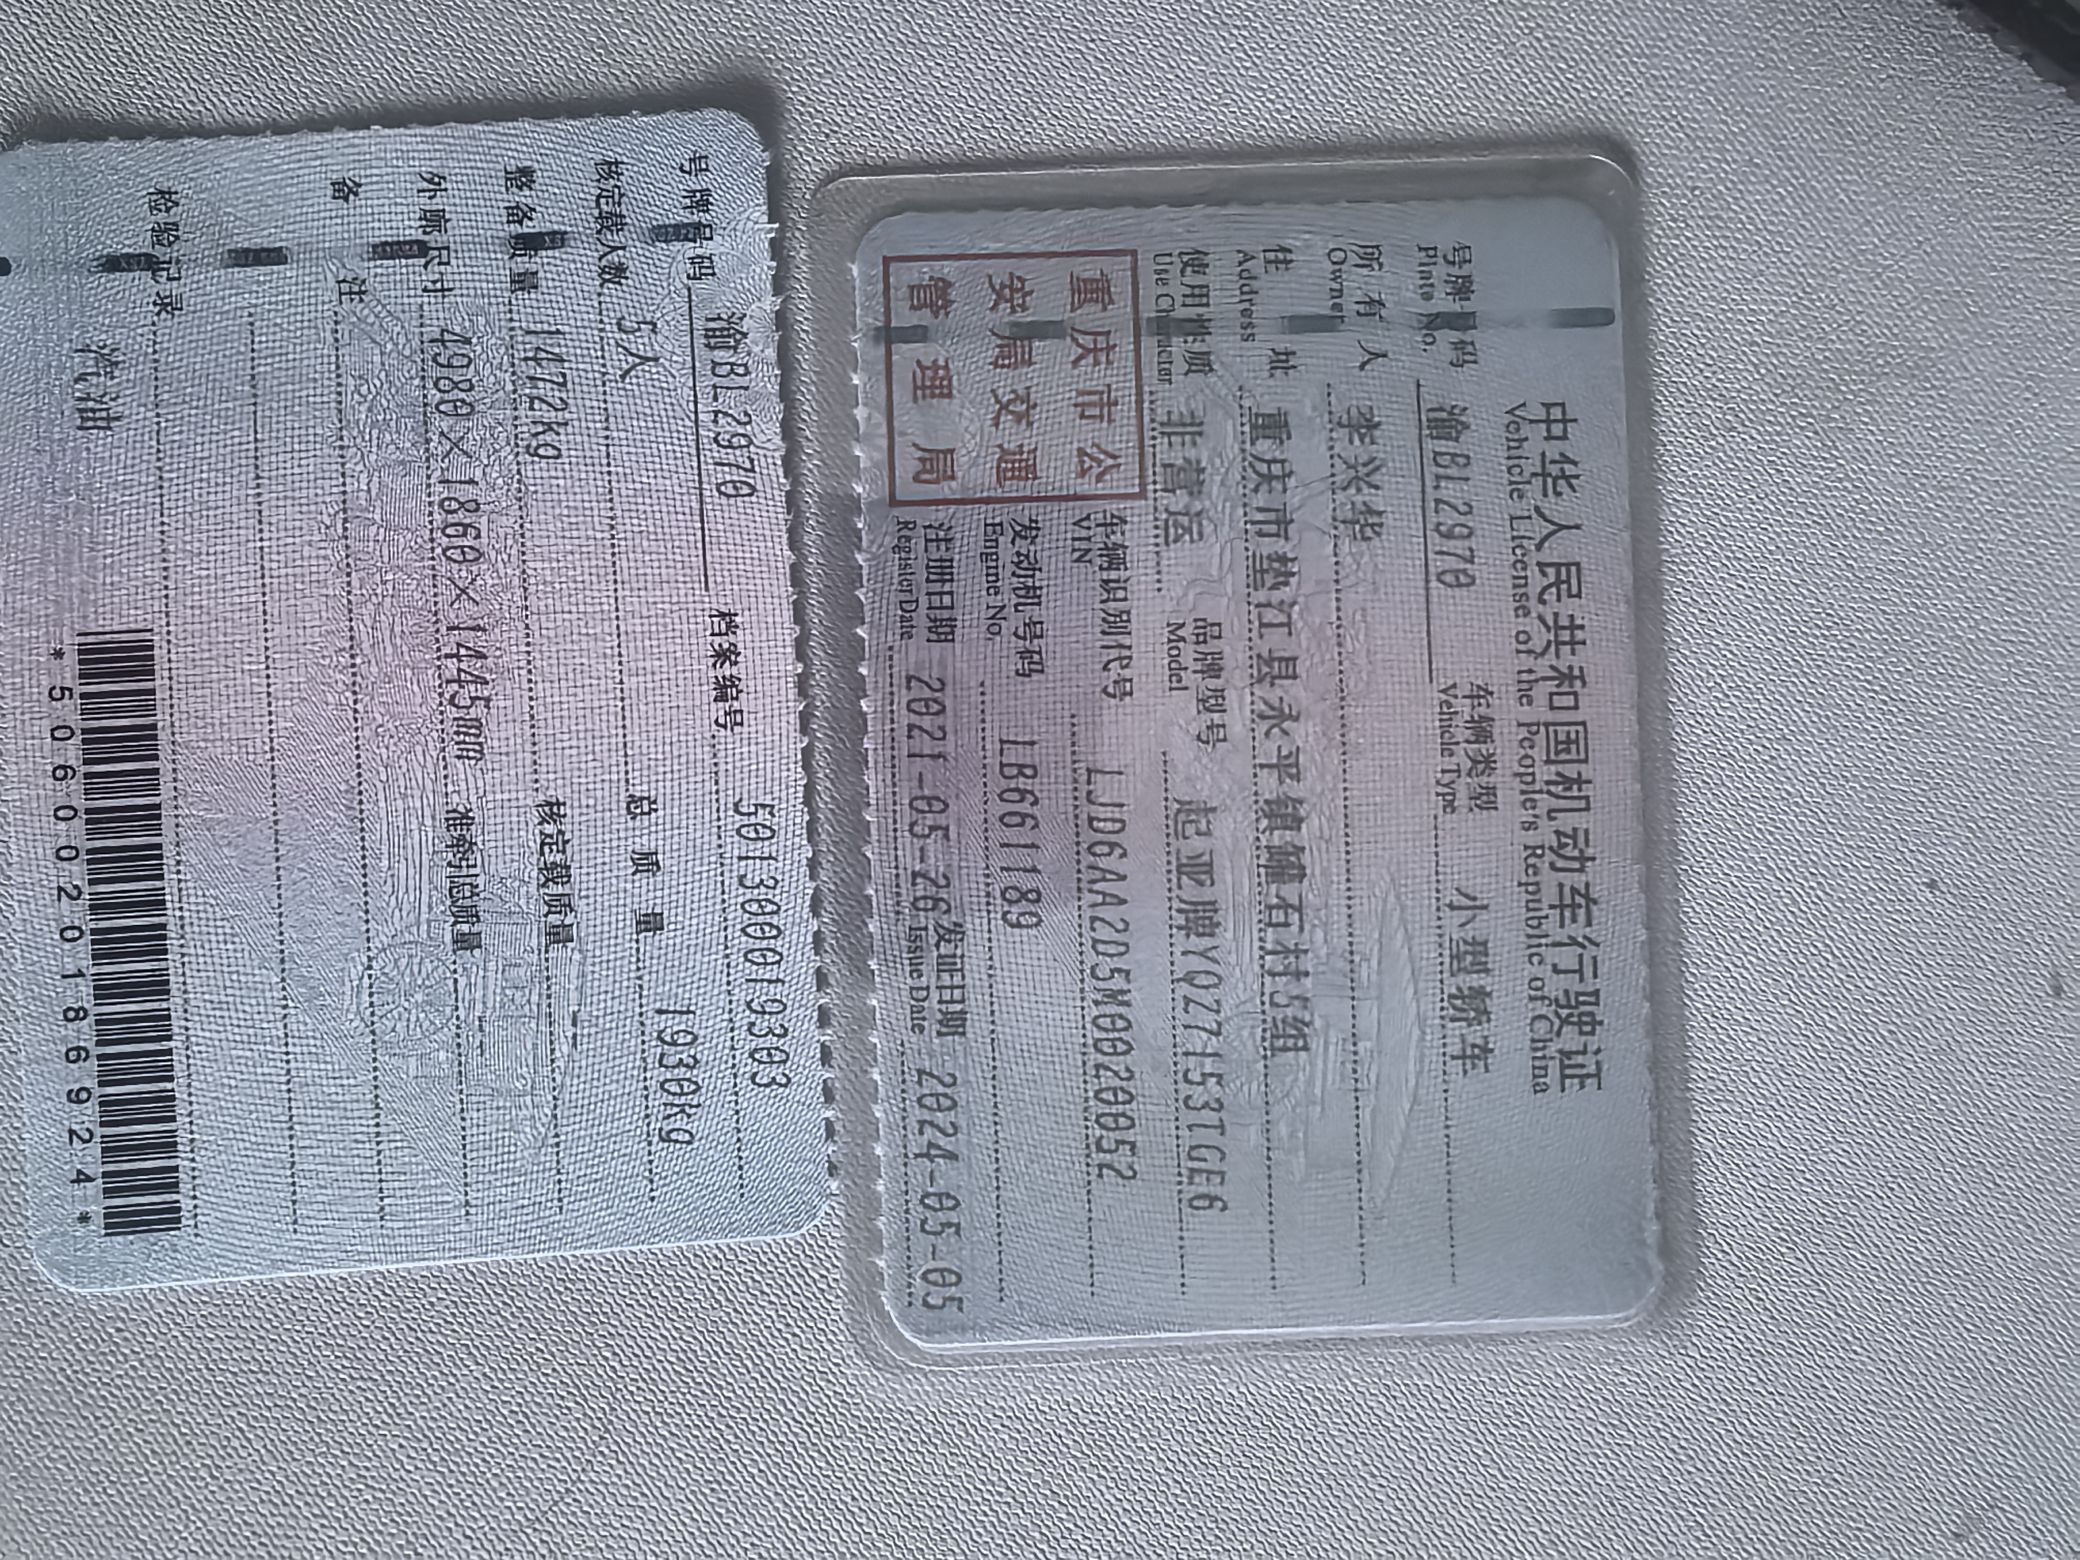 中华人民共和国机动车行驶证
Vehicle License of the People's Republic of China
号牌号码 渝BL2970 车辆类型 小型轿车
Plate No. Vehicle Type
所有人 李兴华
Owner
住址 重庆市垫江县永平镇罐石村5组
Address
使用性质 非营运 品牌型号 起亚牌YQZ7153TGE6
Use Character Model
重庆市公安局交通管理局
车辆识别代号 LJD6AA2D5M0020052
VIN
发动机号码 LB661189
Engine No.
注册日期 2021-05-26 发证日期 2024-05-05
Register Date Issue Date
号牌号码 渝BL2970 档案编号 501300019303
核定载人数 5人 总质量 1930kg
整备质量 1472kg 核定载质量 --
外廓尺寸 4980×1860×1445mm 准牵引总质量 --
备注
检验记录
汽油
*5060020186924*